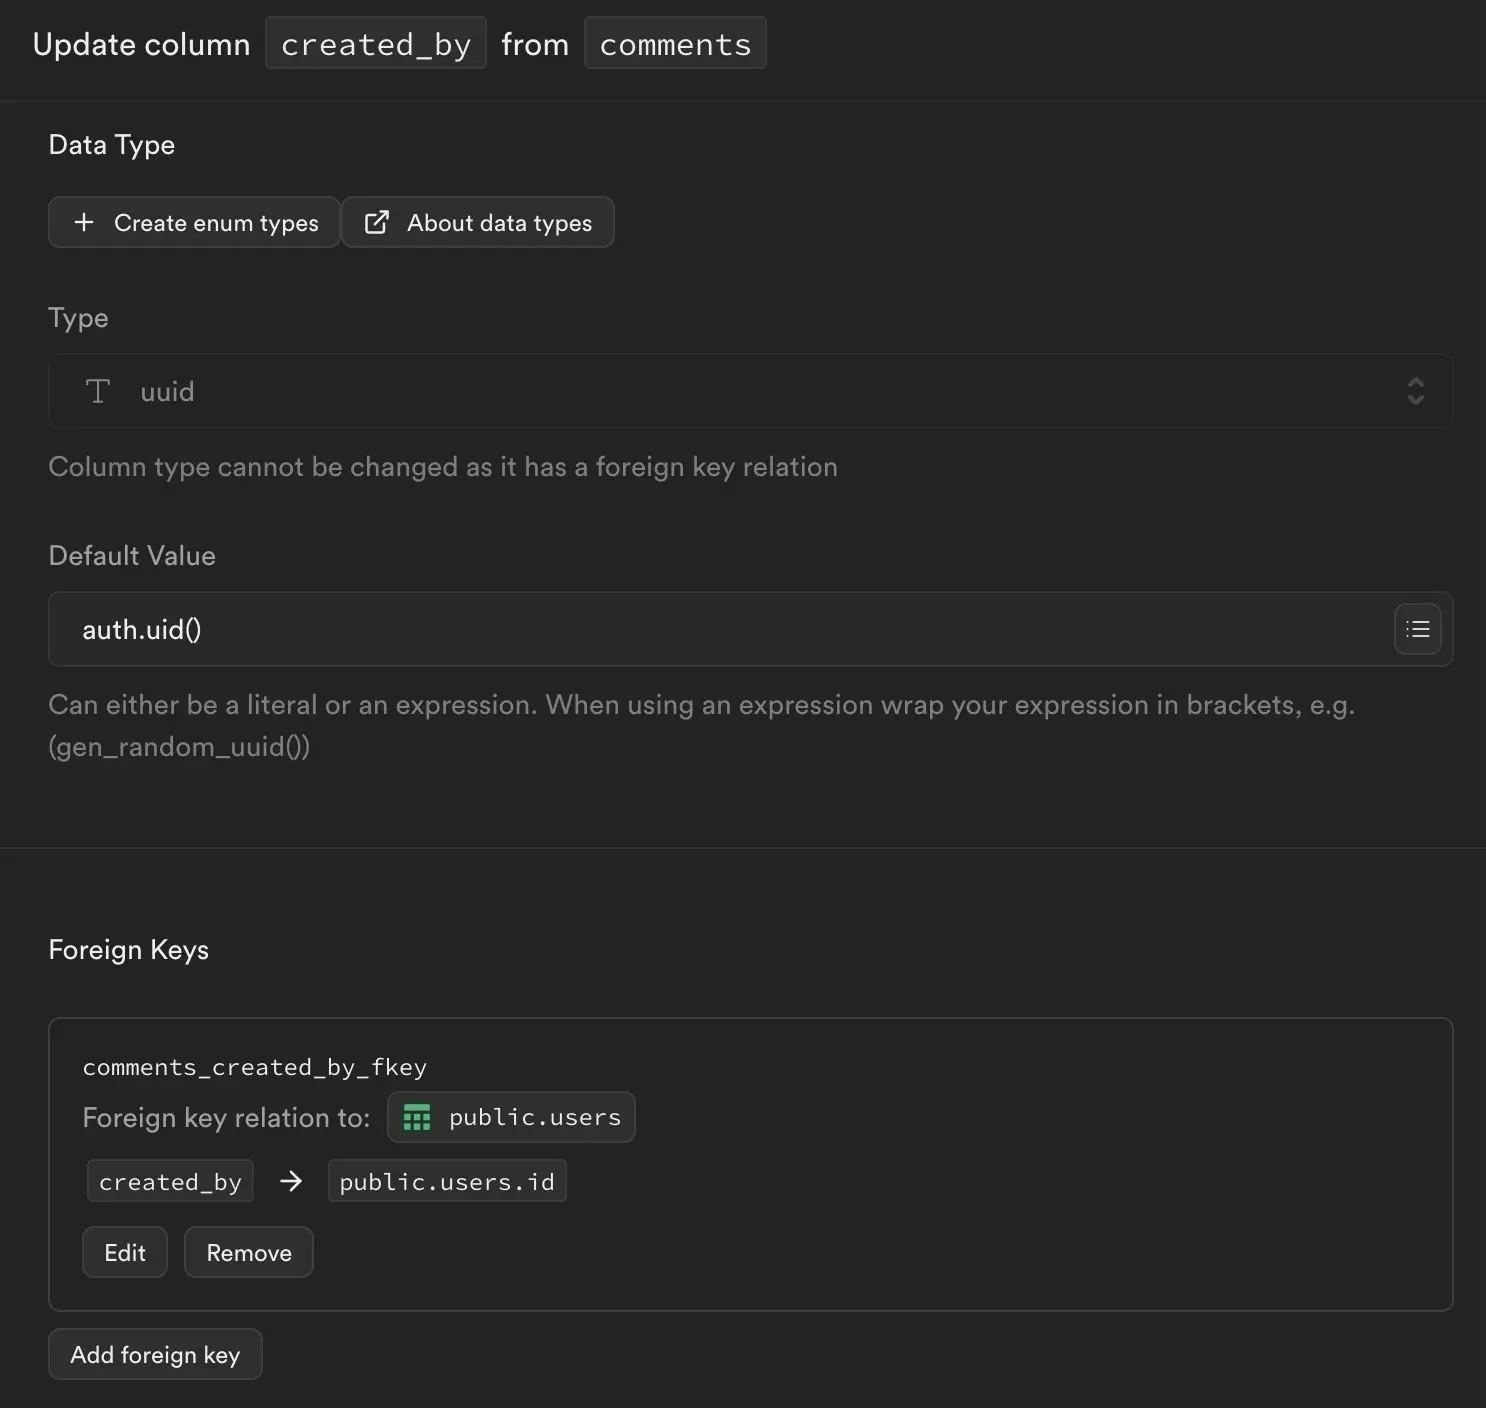 Update column created_by from comments
Data Type
Create enum types About data types
Type
uuid
Column type cannot be changed as it has a foreign key relation
Default Value
auth.uid()
Can either be a literal or an expression. When using an expression wrap your expression in brackets, e.g.
(gen_random_uuid())
Foreign Keys
comments_created_by_fkey
Foreign key relation to: public.users
created_by → public.users.id
Edit Remove
Add foreign key